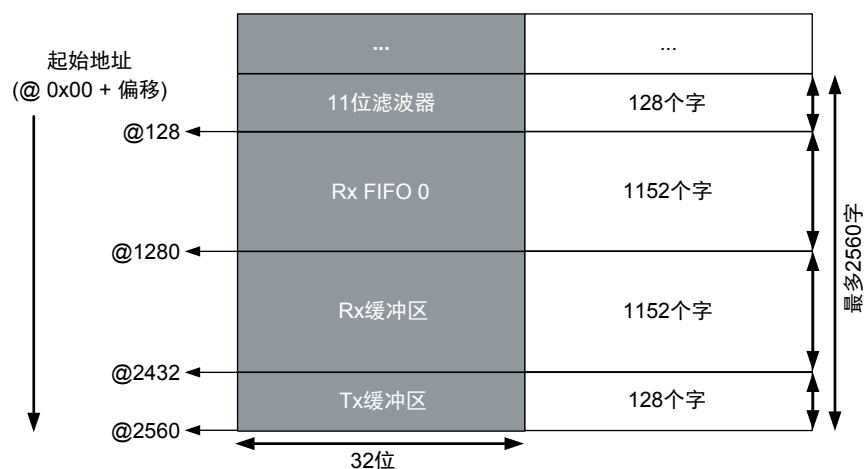 ...
...
起始地址
(@ 0x00 + 偏移)
11位滤波器
128个字
@128
Rx FIFO 0
1152个字
@1280
Rx缓冲区
1152个字
@2432
Tx缓冲区
128个字
@2560
32位
最多2560字